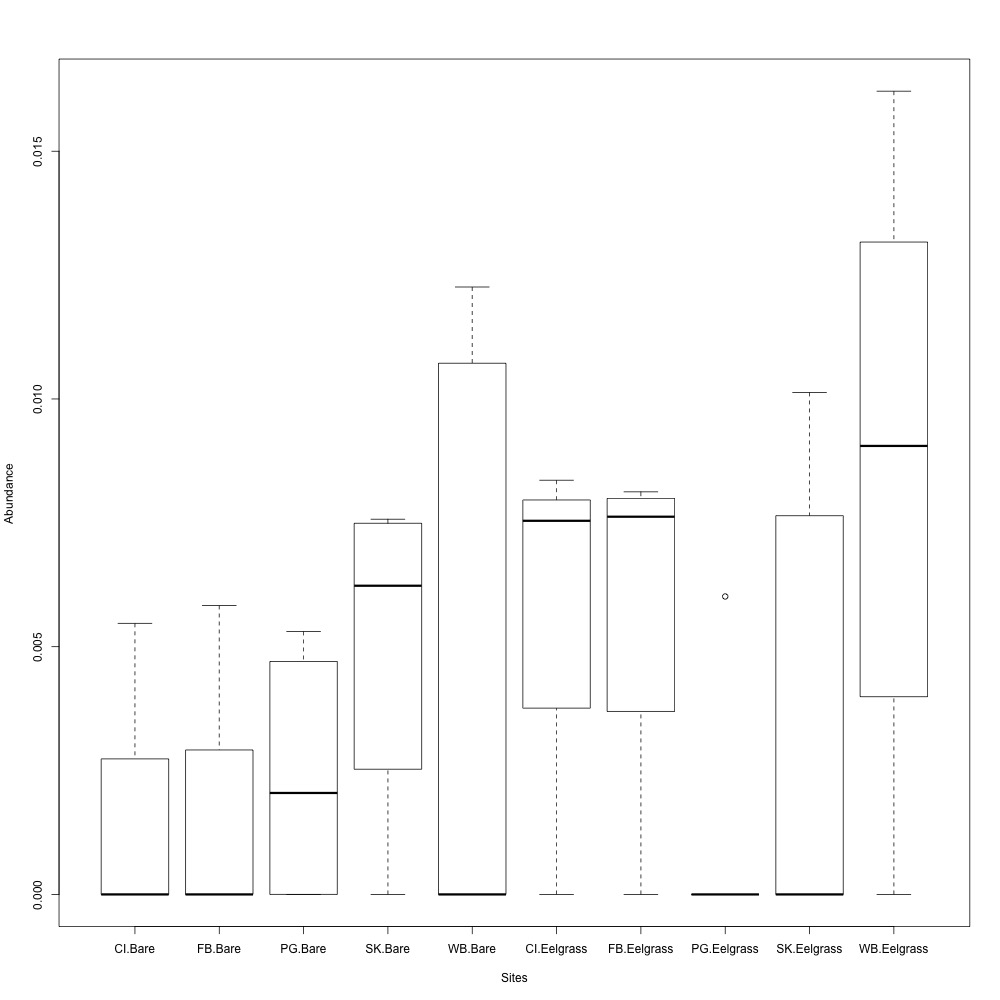 Abundance
0.015
0.010
0.005
0.000
CI.Bare FB.Bare PG.Bare SK.Bare WB.Bare CI.Eelgrass FB.Eelgrass PG.Eelgrass SK.Eelgrass WB.Eelgrass
Sites